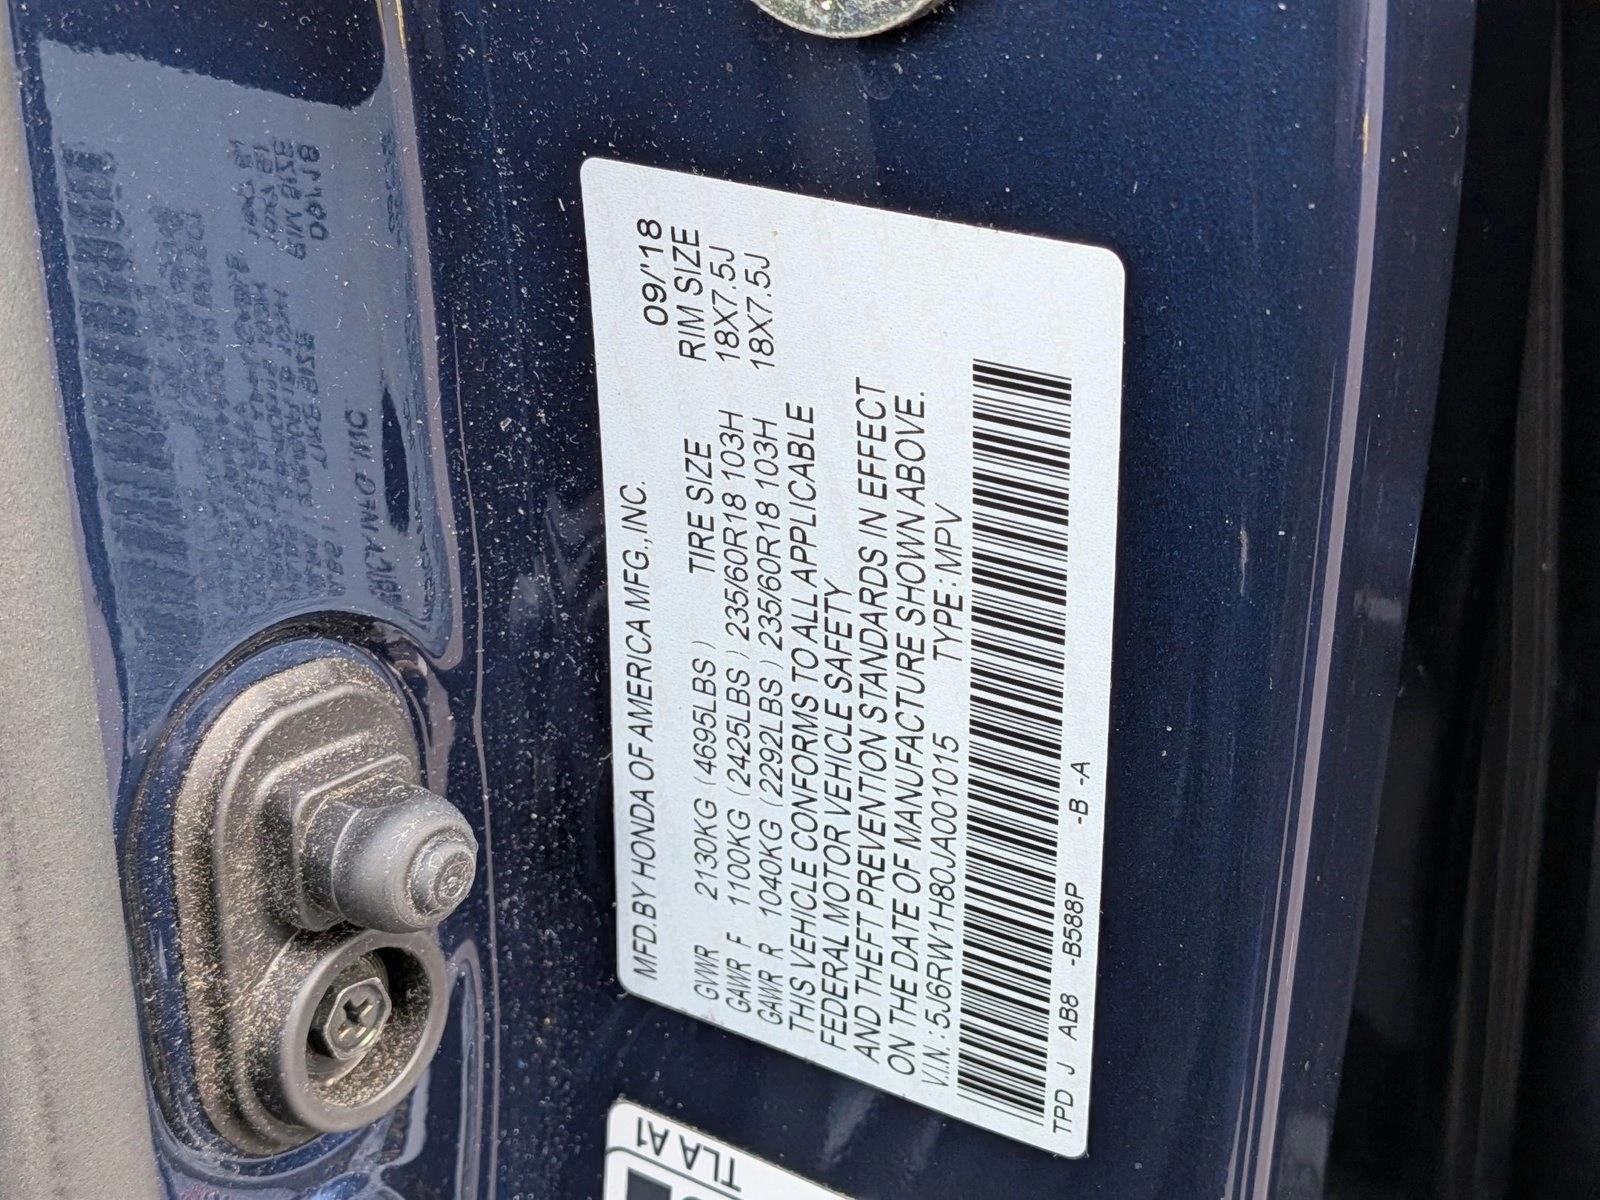 MFD. BY HONDA OF AMERICA MFG., INC. 09/'18
GVWR 2130KG (4695LBS) TIRE SIZE RIM SIZE
GAWR F 1100KG (2425LBS) 235/60R18 103H 18X7.5J
GAWR R 1040KG (2292LBS) 235/60R18 103H 18X7.5J
THIS VEHICLE CONFORMS TO ALL APPLICABLE
FEDERAL MOTOR VEHICLE SAFETY
AND THEFT PREVENTION STANDARDS IN EFFECT
ON THE DATE OF MANUFACTURE SHOWN ABOVE.
V.I.N.: 5J6RW1H80JA001015 TYPE: MPV
TPD J AB8 -B588P -B -A
TLA A1